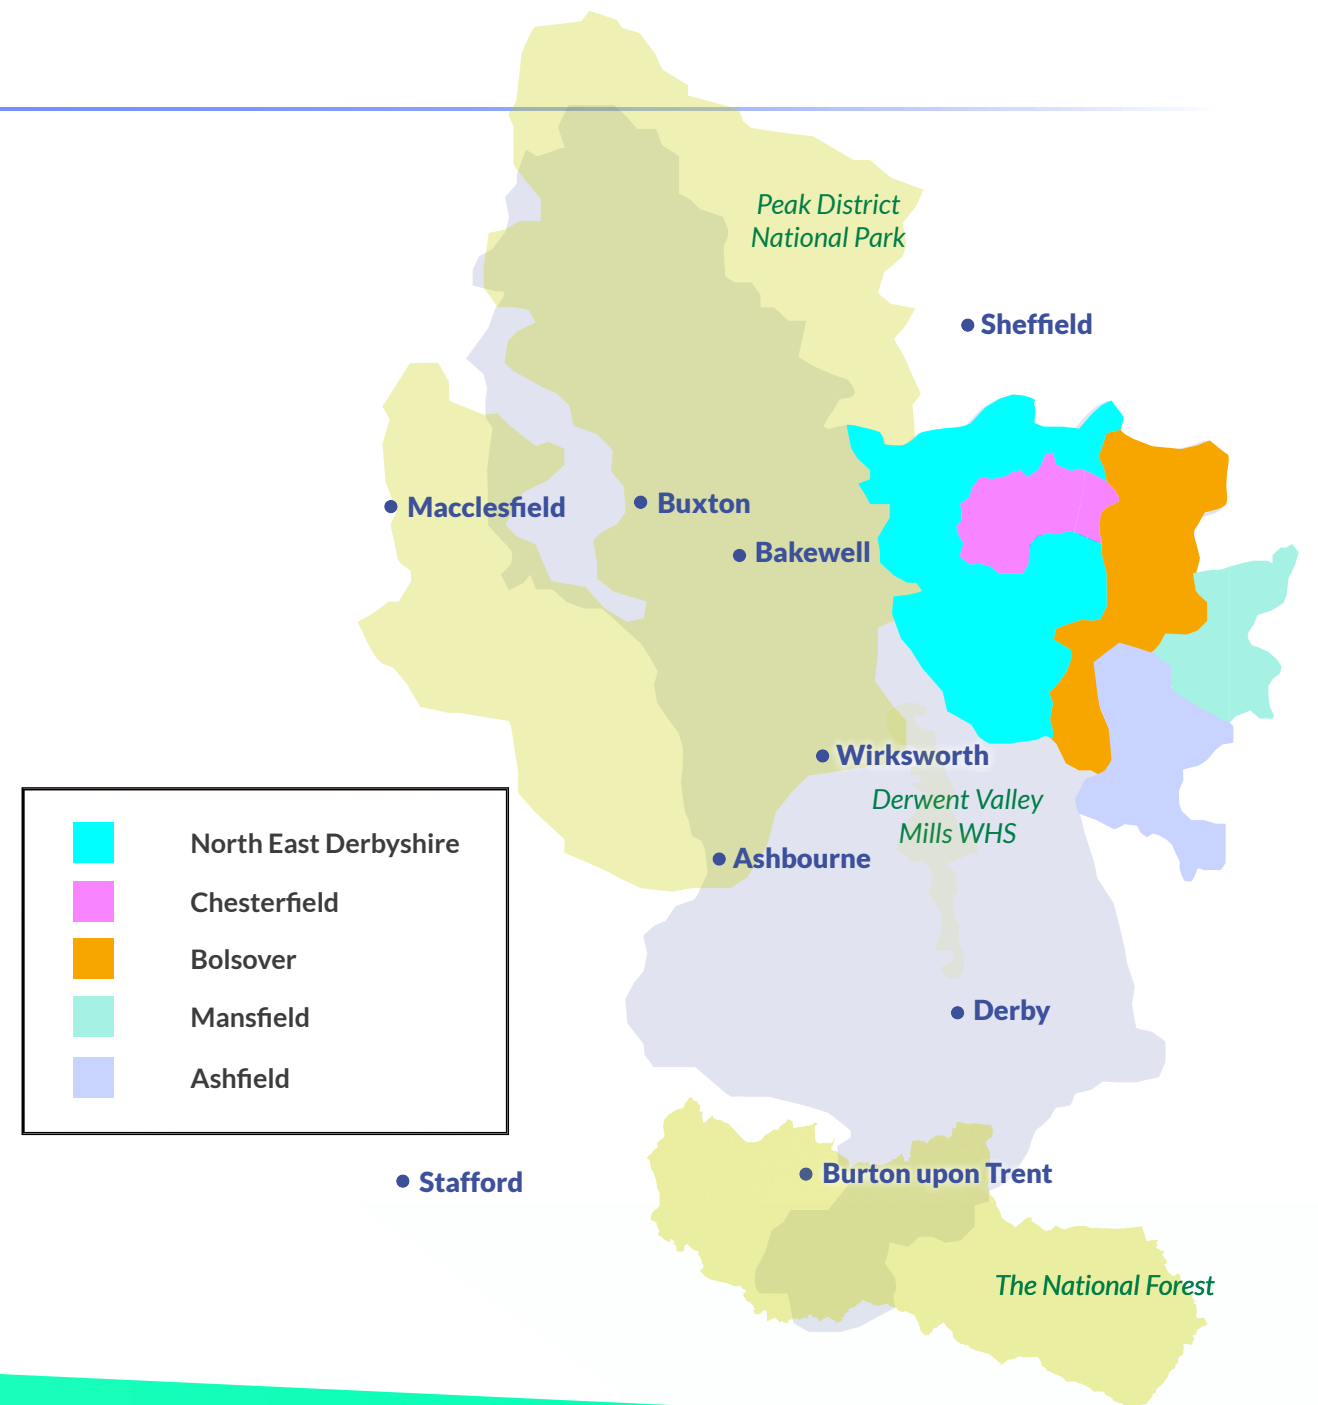 Peak District
National Park
Sheffield
Macclesfield
Buxton
Bakewell
Wirksworth
Derwent Valley
Mills WHS
Ashbourne
North East Derbyshire
Chesterfield
Bolsover
Mansfield
Ashfield
Derby
Stafford
Burton upon Trent
The National Forest